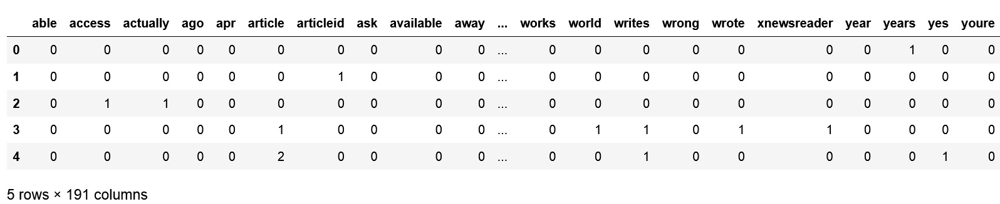 able access actually ago apr article articleid ask available away ... works world writes wrong wrote xnewsreader year years yes youre
0 0 0 0 0 0 0 0 0 0 0 ... 0 0 0 0 0 0 0 1 0 0
1 0 0 0 0 0 0 1 0 0 0 ... 0 0 0 0 0 0 0 0 0 0
2 0 1 1 0 0 0 0 0 0 0 ... 0 0 0 0 0 0 0 0 0 0
3 0 0 0 0 0 1 0 0 0 0 ... 0 1 1 0 1 1 0 0 0 0
4 0 0 0 0 0 2 0 0 0 0 ... 0 0 1 0 0 0 0 0 1 0
5 rows × 191 columns